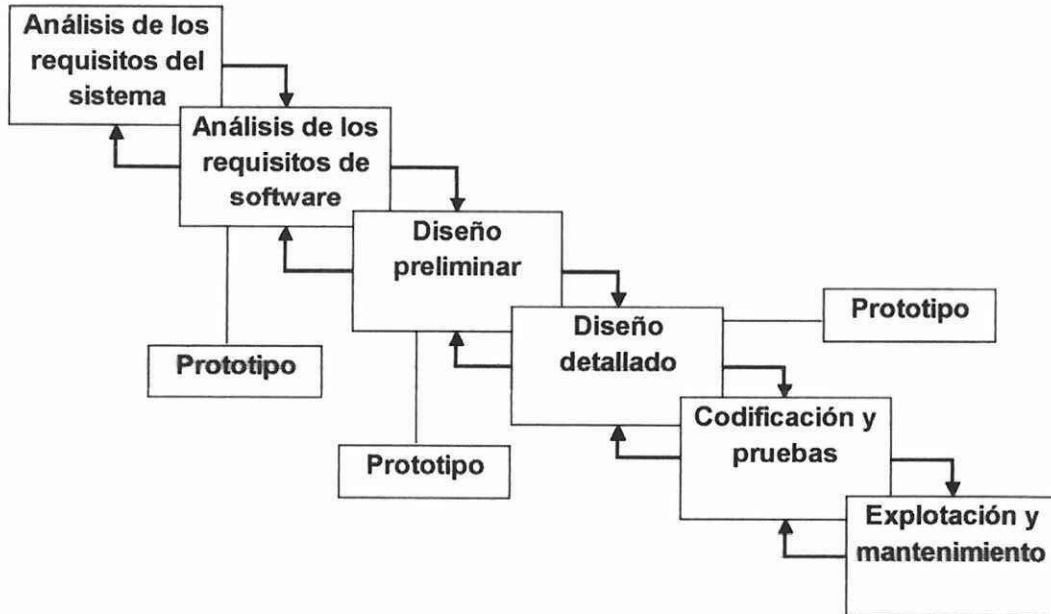 Análisis de los
requisitos del
sistema
Análisis de los
requisitos de
software
Diseño
preliminar
Diseño
detallado
Prototipo
Prototipo
Codificación y
pruebas
Prototipo
Explotación y
mantenimiento